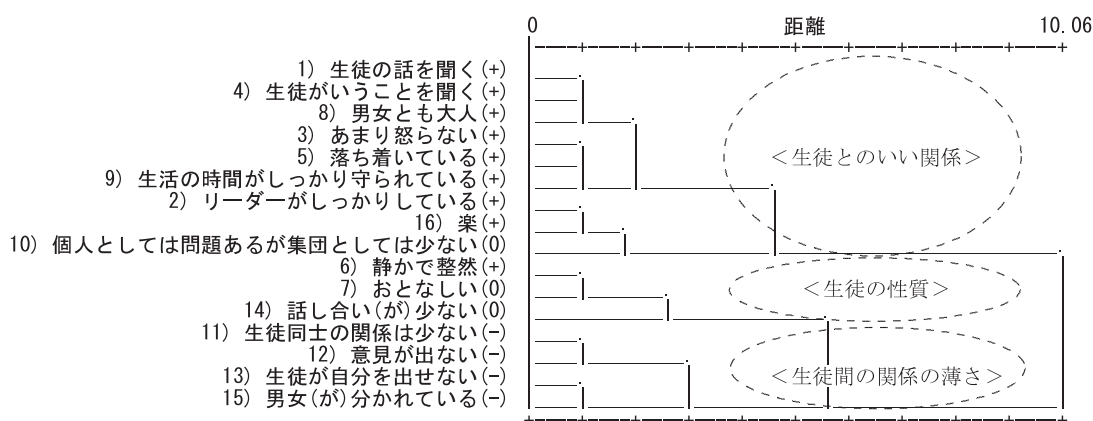 0 距離 10.06
1) 生徒の話を聞く(+)
4) 生徒がいうことを聞く(+)
8) 男女とも大人(+)
3) あまり怒らない(+)
5) 落ち着いている(+)
<生徒とのいい関係>
9) 生活の時間がしっかり守られている(+)
2) リーダーがしっかりしている(+)
16) 楽(+)
10) 個人としては問題あるが集団としては少ない(0)
6) 静かで整然(+)
7) おとなしい(0)
<生徒の性質>
14) 話し合い(が)少ない(0)
11) 生徒同士の関係は少ない(-)
12) 意見が出ない(-)
13) 生徒が自分を出せない(-)
<生徒間の関係の薄さ>
15) 男女(が)分かれている(-)